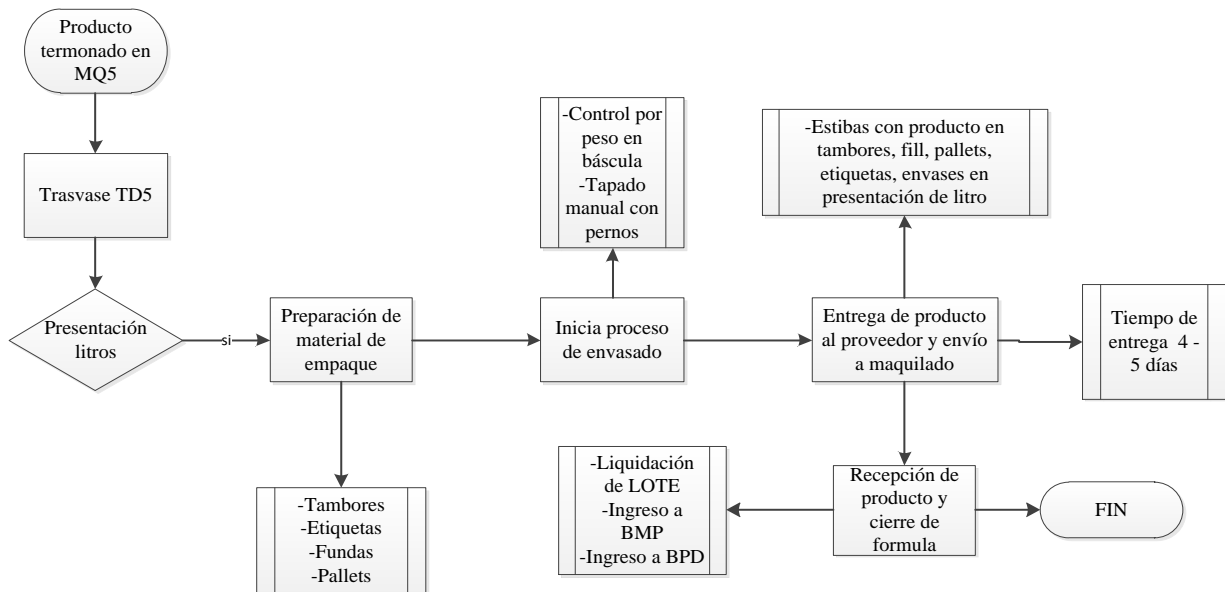 Producto
termonado en
MQ5
Trasvase TD5
Presentación
litros
si
Preparación de
material de
empaque
-Tambores
-Etiquetas
-Fundas
-Pallets
-Control por
peso en
báscula
-Tapado
manual con
pernos
Inicia proceso
de envasado
-Estibas con producto en
tambores, fill, pallets,
etiquetas, envases en
presentación de litro
Entrega de producto
al proveedor y envío
a maquilado
Tiempo de
entrega 4 -
5 días
Recepción de
producto y
cierre de
formula
-Liquidación
de LOTE
-Ingreso a
BMP
-Ingreso a BPD
FIN